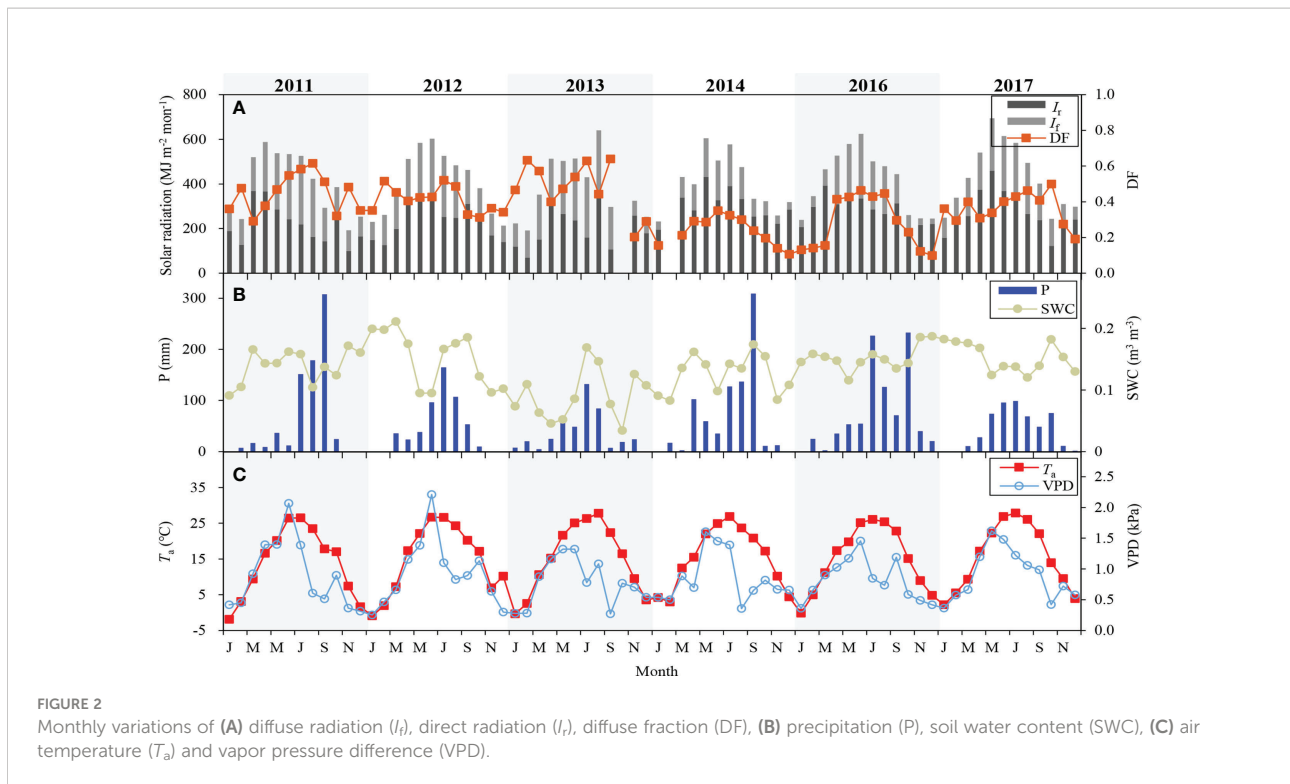 2011 2012 2013 2014 2016 2017
A
Solar radiation (MJ m⁻² mon⁻¹)
800
600
400
200
0
Ir
If
DF
1.0
0.8
0.6
0.4
0.2
0.0
DF
B
P (mm)
300
200
100
0
P
SWC
0.2
0.1
0
SWC (m³ m⁻³)
C
Ta (°C)
35
25
15
5
-5
Ta
VPD
2.5
2.0
1.5
1.0
0.5
0.0
VPD (kPa)
J M M J S N J M M J S N J M M J S N J M M J S N J M M J S N J M M J S N
Month
FIGURE 2
Monthly variations of (A) diffuse radiation (If), direct radiation (Ir), diffuse fraction (DF), (B) precipitation (P), soil water content (SWC), (C) air
temperature (Ta) and vapor pressure difference (VPD).